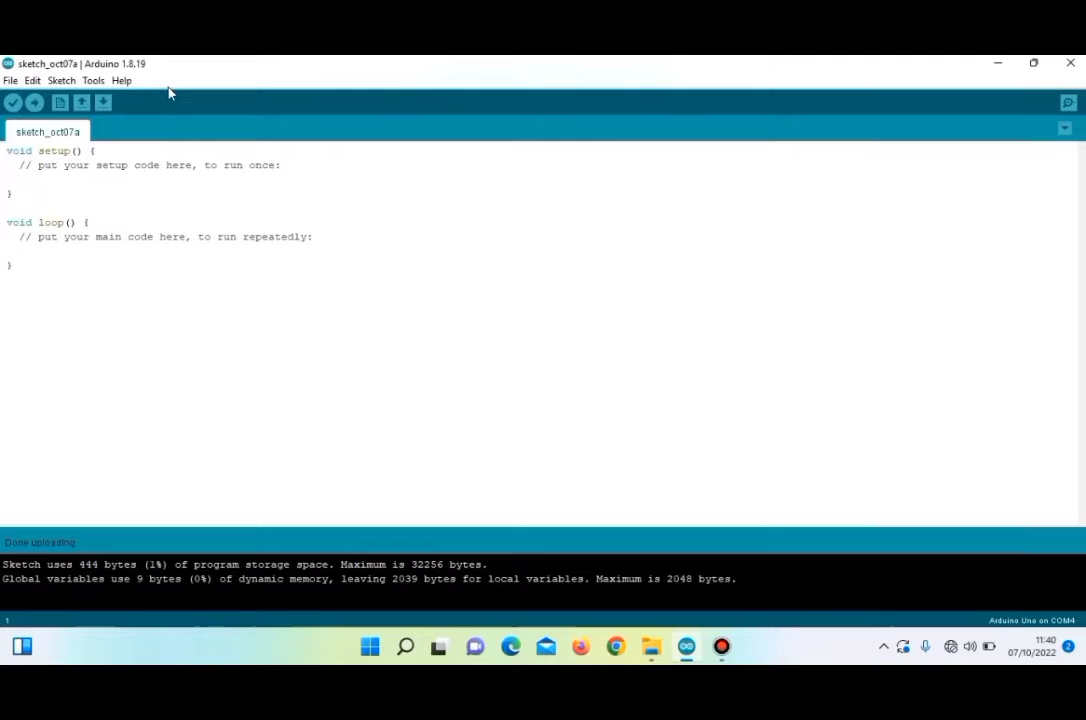 sketch_oct07a | Arduino 1.8.19
File Edit Sketch Tools Help
sketch_oct07a
void setup() {
// put your setup code here, to run once:
}
void loop() {
// put your main code here, to run repeatedly:
}
Done uploading.
Sketch uses 444 bytes (1%) of program storage space. Maximum is 32256 bytes.
Global variables use 9 bytes (0%) of dynamic memory, leaving 2039 bytes for local variables. Maximum is 2048 bytes.
1
Arduino Uno on COM4
11:40
07/10/2022
2